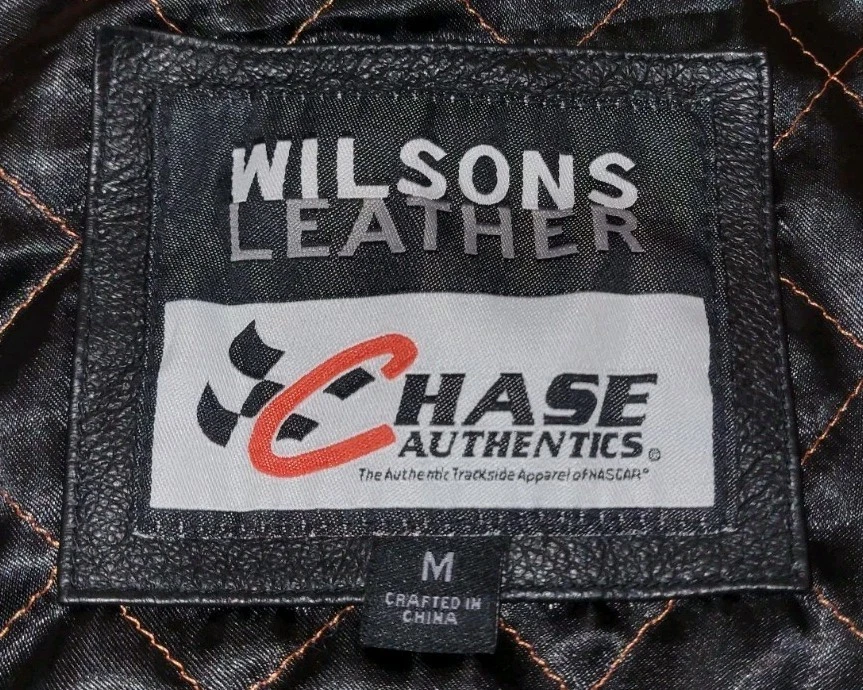 WILSONS
LEATHER
CHASE
AUTHENTICS®
The Authentic Trackside Apparel of NASCAR®
M
CRAFTED IN
CHINA